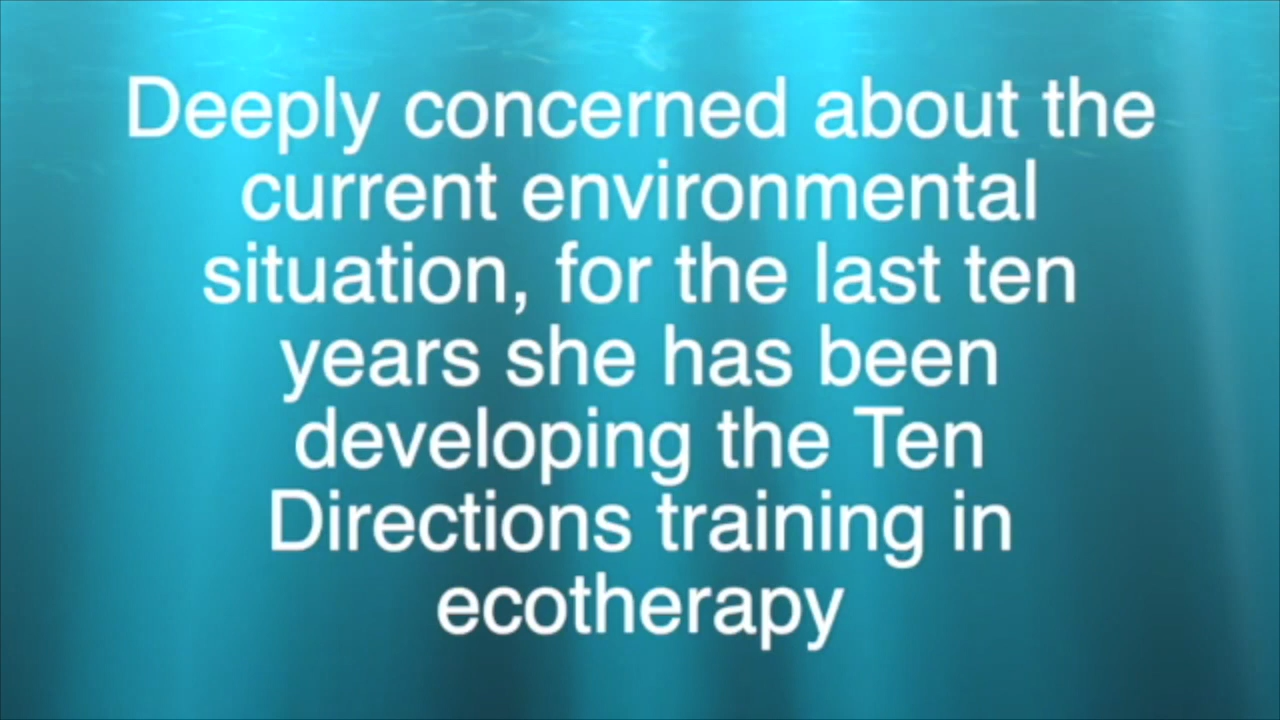 Deeply concerned about the
current environmental
situation, for the last ten
years she has been
developing the Ten
Directions training in
ecotherapy